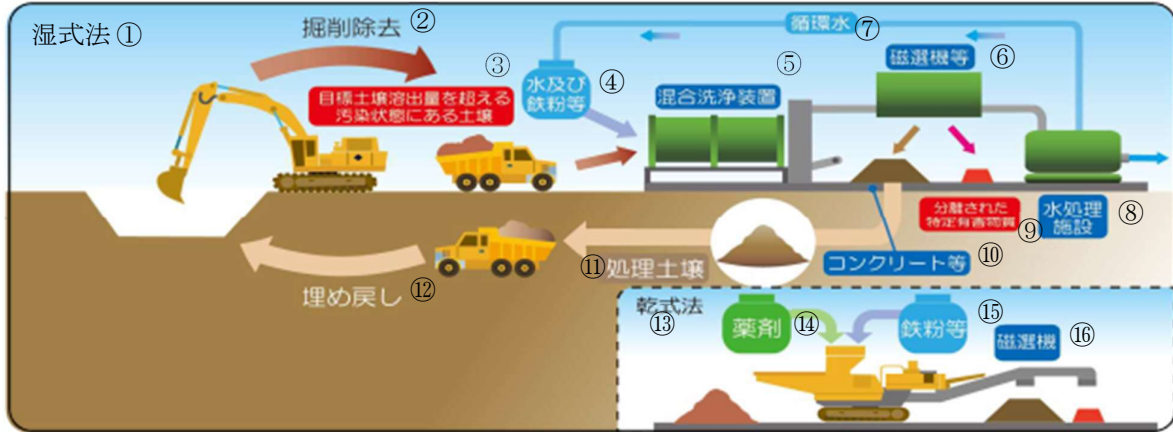 湿式法 ①
掘削除去 ②
③
目標土壌溶出量を超える
汚染状態にある土壌
水及び
鉄粉等
④
⑤
混合洗浄装置
循環水 ⑦
磁選機等 ⑥
分離された
特定有害物質 ⑨
水処理
施設
⑧
コンクリート等 ⑩
⑪ 処理土壌
埋め戻し ⑫
乾式法
⑬
薬剤 ⑭
鉄粉等 ⑮
磁選機 ⑯